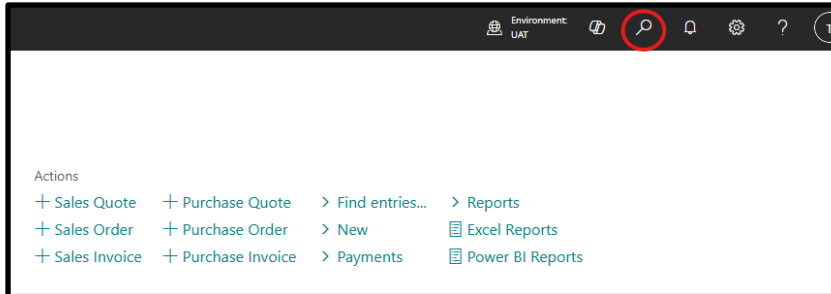 Environment:
UAT
?
T
Actions
+ Sales Quote + Purchase Quote > Find entries... > Reports
+ Sales Order + Purchase Order > New Excel Reports
+ Sales Invoice + Purchase Invoice > Payments Power BI Reports